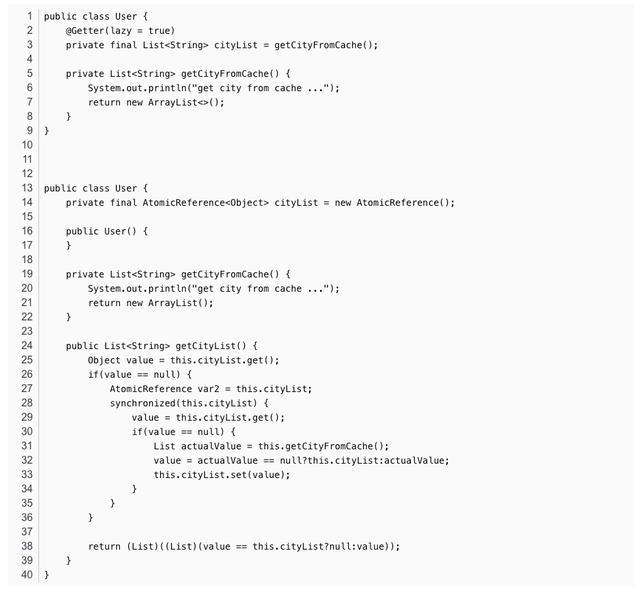 1 public class User {
2     @Getter(lazy = true)
3     private final List<String> cityList = getCityFromCache();
4
5     private List<String> getCityFromCache() {
6         System.out.println("get city from cache ...");
7         return new ArrayList<>();
8     }
9 }
10
11
12
13 public class User {
14     private final AtomicReference<Object> cityList = new AtomicReference();
15
16     public User() {
17     }
18
19     private List<String> getCityFromCache() {
20         System.out.println("get city from cache ...");
21         return new ArrayList();
22     }
23
24     public List<String> getCityList() {
25         Object value = this.cityList.get();
26         if(value == null) {
27             AtomicReference var2 = this.cityList;
28             synchronized(this.cityList) {
29                 value = this.cityList.get();
30                 if(value == null) {
31                     List actualValue = this.getCityFromCache();
32                     value = actualValue == null?this.cityList:actualValue;
33                     this.cityList.set(value);
34                 }
35             }
36         }
37
38         return (List)((List)(value == this.cityList?null:value));
39     }
40 }